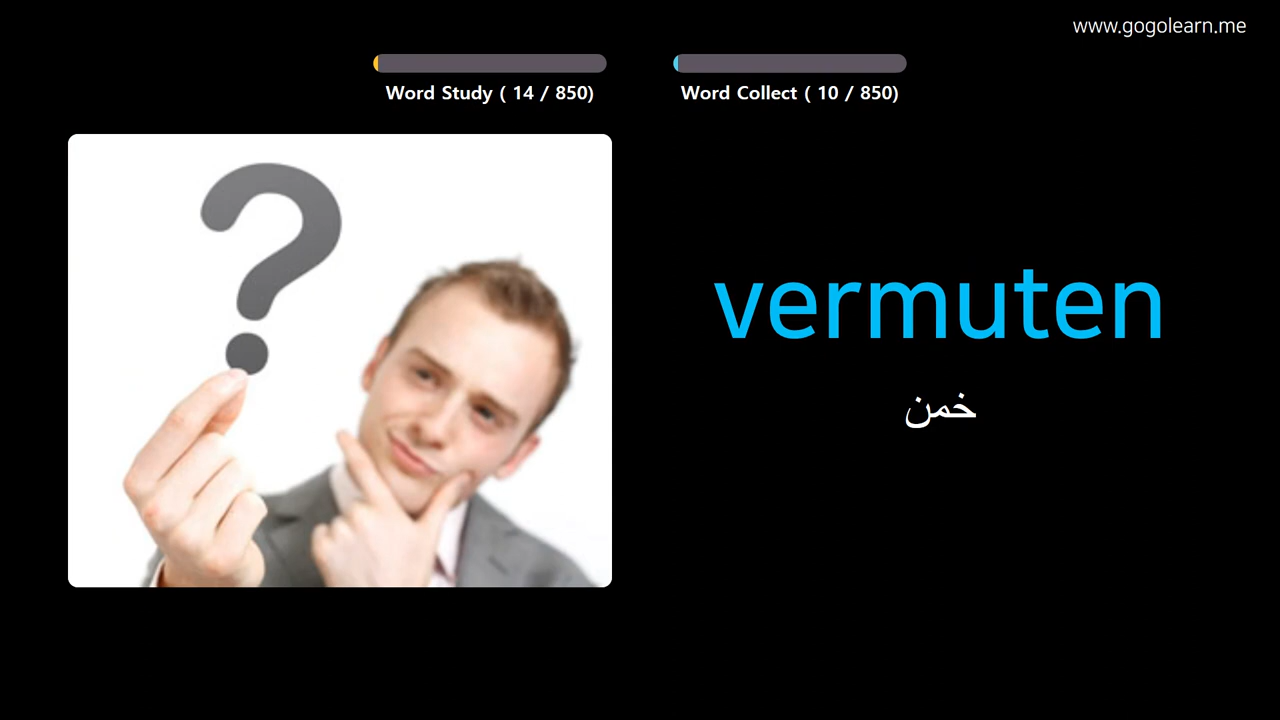 www.gogolearn.me
Word Study ( 14 / 850)
Word Collect ( 10 / 850)
?
vermuten
خمن